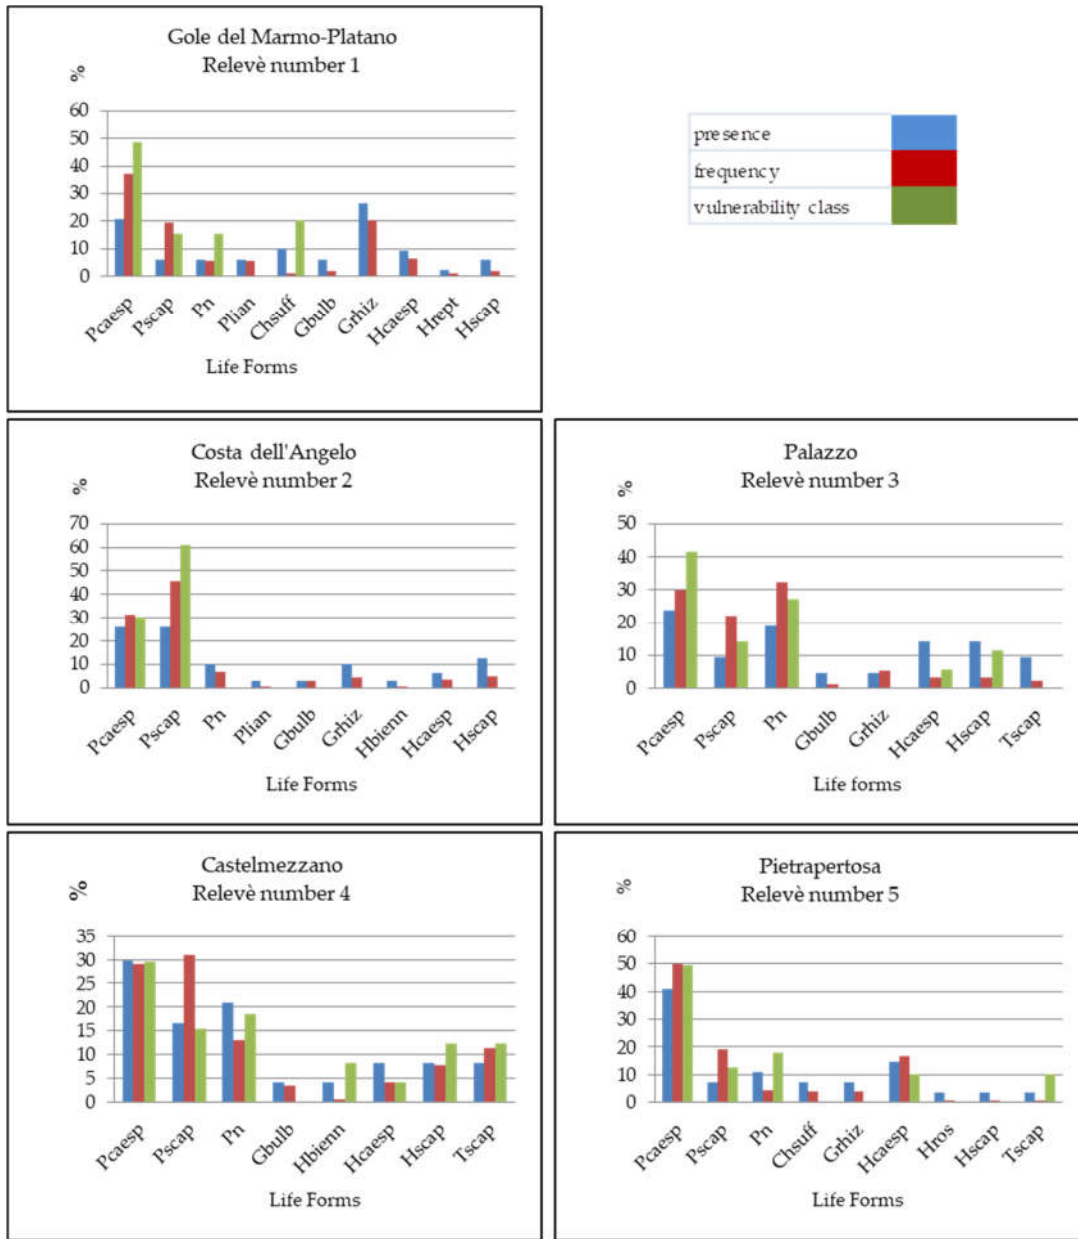 Gole del Marmo-Platano
Relevè number 1
%
60
50
40
30
20
10
0
Pcaesp
Pscap
Pn
Plian
Chsuff
Gbulb
Grhiz
Hcaesp
Hrept
Hscap
Life Forms
presence
frequency
vulnerability class
Costa dell'Angelo
Relevè number 2
%
70
60
50
40
30
20
10
0
Pcaesp
Pscap
Pn
Plian
Gbulb
Grhiz
Hbienn
Hcaesp
Hscap
Life Forms
Palazzo
Relevè number 3
%
50
40
30
20
10
0
Pcaesp
Pscap
Pn
Gbulb
Grhiz
Hcaesp
Hscap
Tscap
Life forms
Castelmezzano
Relevè number 4
%
35
30
25
20
15
10
5
0
Pcaesp
Pscap
Pn
Gbulb
Hbienn
Hcaesp
Hscap
Tscap
Life Forms
Pietrapertosa
Relevè number 5
%
60
50
40
30
20
10
0
Pcaesp
Pscap
Pn
Chsuff
Grhiz
Hcaesp
Hros
Hscap
Tscap
Life Forms